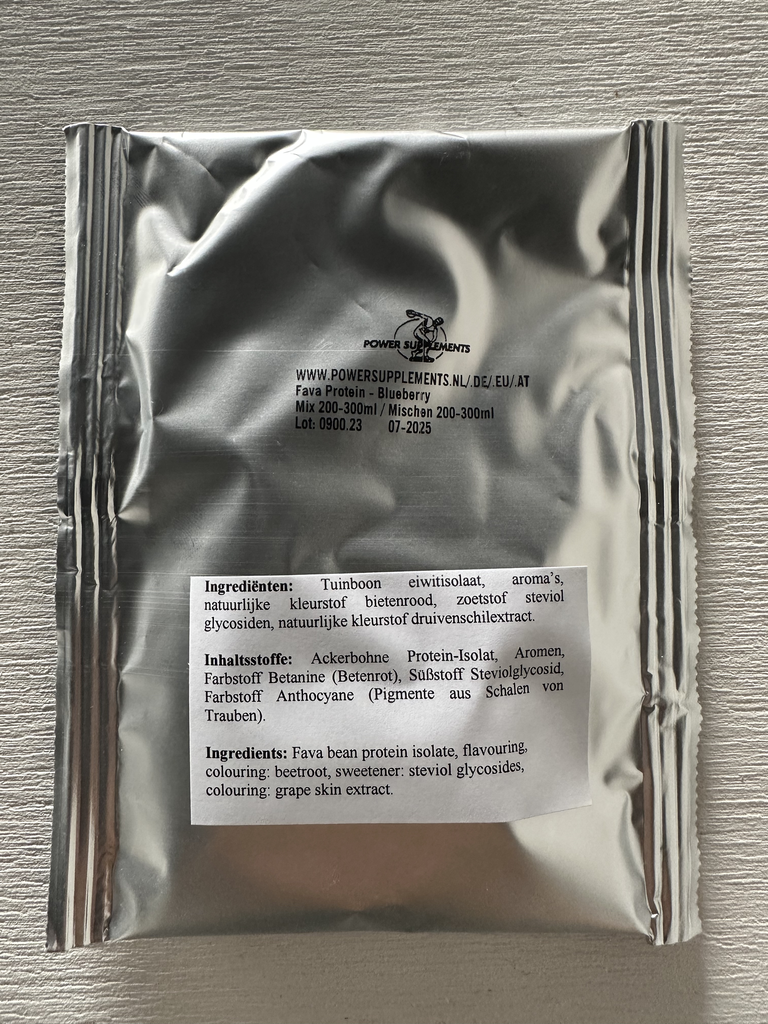 POWER SUPPLEMENTS
WWW.POWERSUPPLEMENTS.NL/.DE/.EU/.AT
Fava Protein - Blueberry
Mix 200-300ml / Mischen 200-300ml
Lot: 0900.23 07-2025
Ingrediënten: Tuinboon eiwitisolaat, aroma's,
natuurlijke kleurstof bietenrood, zoetstof steviol
glycosiden, natuurlijke kleurstof druivenschilextract.
Inhaltsstoffe: Ackerbohne Protein-Isolat, Aromen,
Farbstoff Betanine (Betenrot), Süßstoff Steviolglycosid,
Farbstoff Anthocyane (Pigmente aus Schalen von
Trauben).
Ingredients: Fava bean protein isolate, flavouring,
colouring: beetroot, sweetener: steviol glycosides,
colouring: grape skin extract.